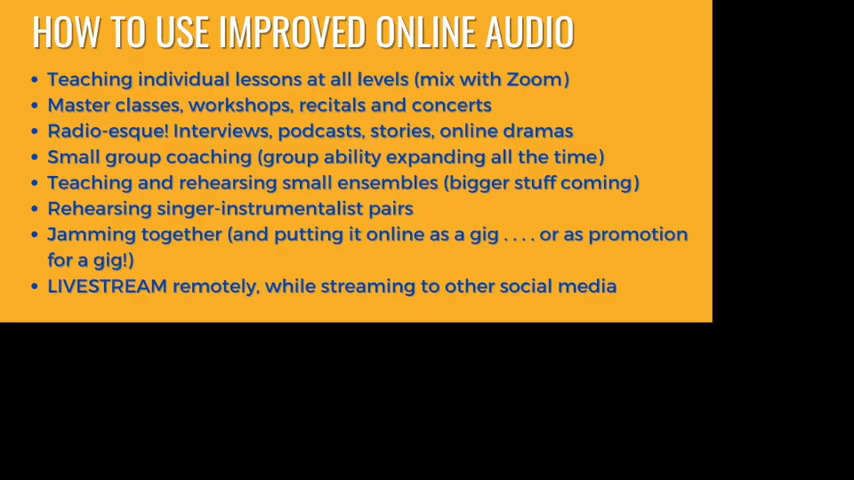 HOW TO USE IMPROVED ONLINE AUDIO
• Teaching individual lessons at all levels (mix with Zoom)
• Master classes, workshops, recitals and concerts
• Radio-esque! Interviews, podcasts, stories, online dramas
• Small group coaching (group ability expanding all the time)
• Teaching and rehearsing small ensembles (bigger stuff coming)
• Rehearsing singer-instrumentalist pairs
• Jamming together (and putting it online as a gig . . . . or as promotion
for a gig!)
• LIVESTREAM remotely, while streaming to other social media